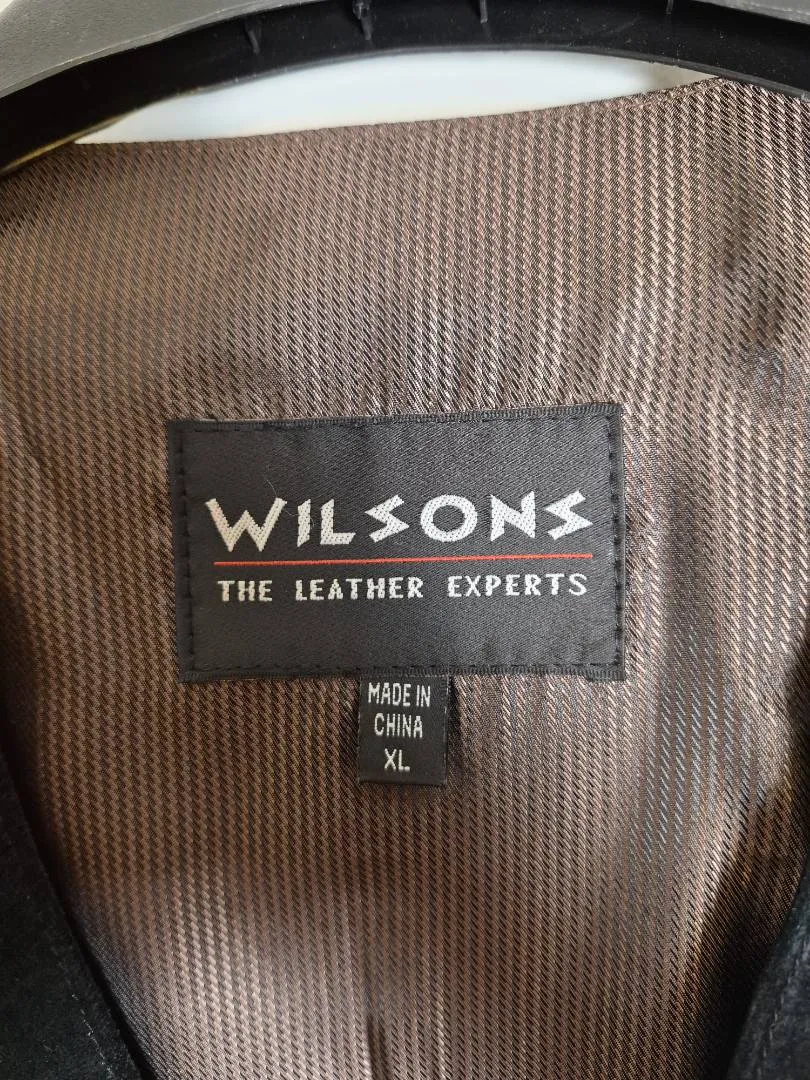 WILSONS
THE LEATHER EXPERTS
MADE IN
CHINA
XL